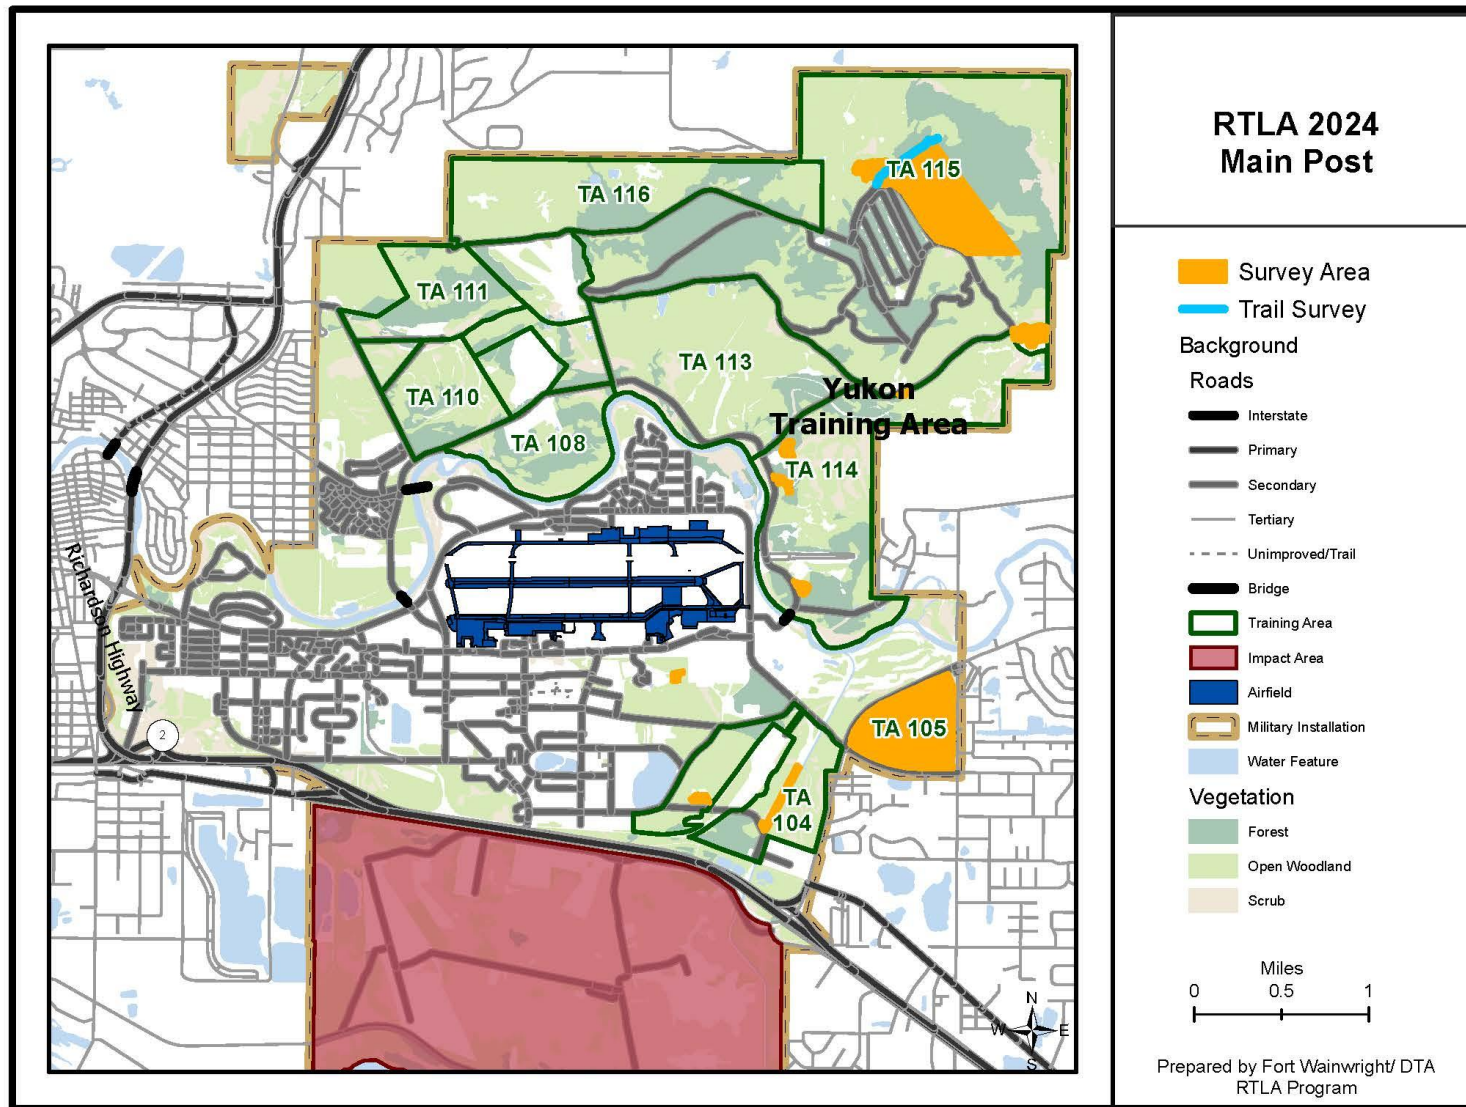 RTLA 2024
Main Post
Survey Area
Trail Survey
Background
Roads
Interstate
Primary
Secondary
Tertiary
Unimproved/Trail
Bridge
Training Area
Impact Area
Airfield
Military Installation
Water Feature
Vegetation
Forest
Open Woodland
Scrub
Miles
0 0.5 1
Prepared by Fort Wainwright/ DTA
RTLA Program
TA 115
TA 116
TA 111
TA 113
TA 110
Yukon
Training Area
TA 108
TA 114
Richardson Highway
2
TA 105
TA
104
N
W E
S